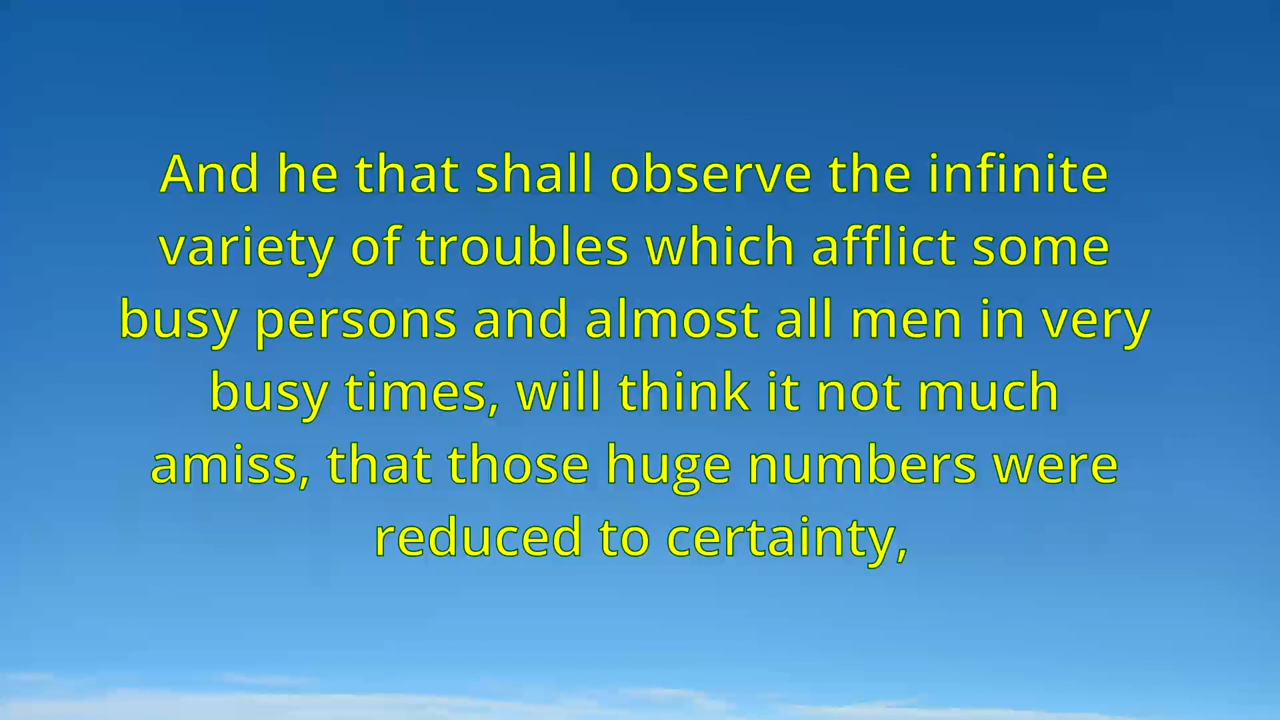 And he that shall observe the infinite
variety of troubles which afflict some
busy persons and almost all men in very
busy times, will think it not much
amiss, that those huge numbers were
reduced to certainty,